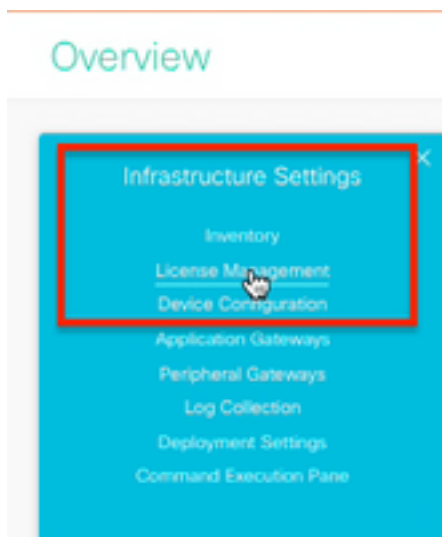 Overview
Infrastructure Settings
Inventory
License Management
Device Configuration
Application Gateways
Peripheral Gateways
Log Collection
Deployment Settings
Command Execution Pane